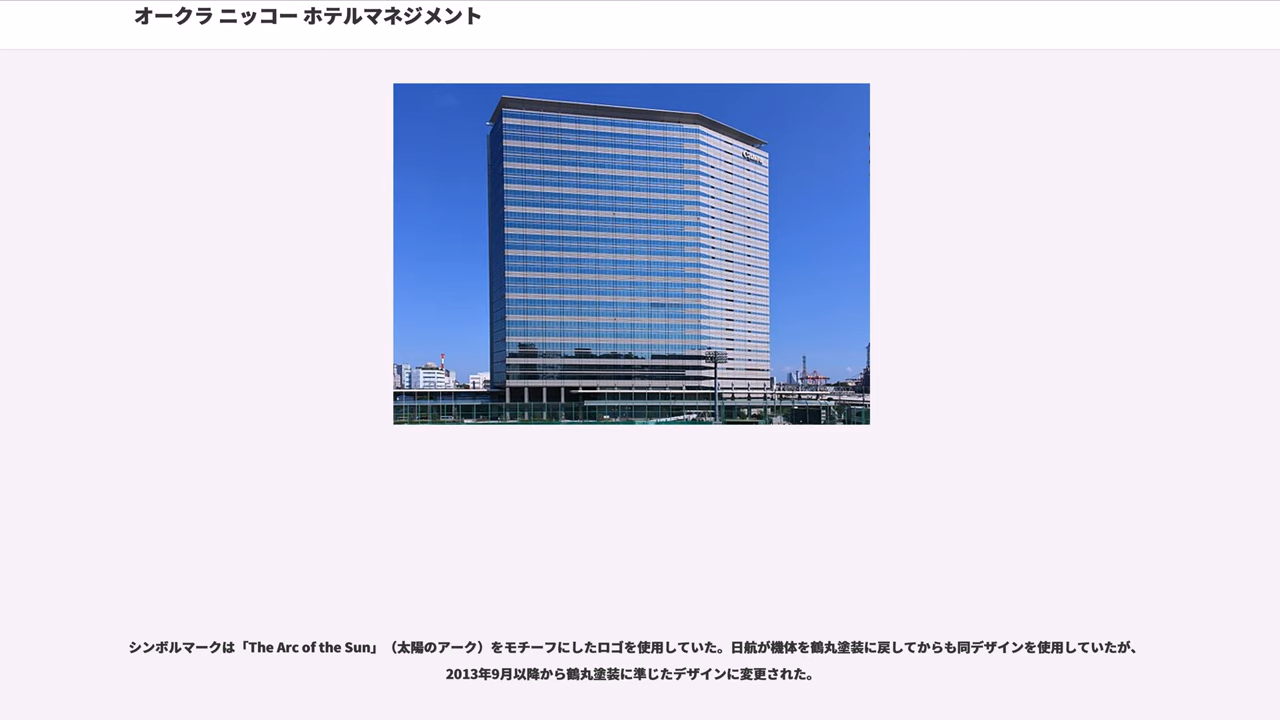 オークラ ニッコー ホテルマネジメント
シンボルマークは「The Arc of the Sun」（太陽のアーク）をモチーフにしたロゴを使用していた。日航が機体を鶴丸塗装に戻してからも同デザインを使用していたが、
2013年9月以降から鶴丸塗装に準じたデザインに変更された。